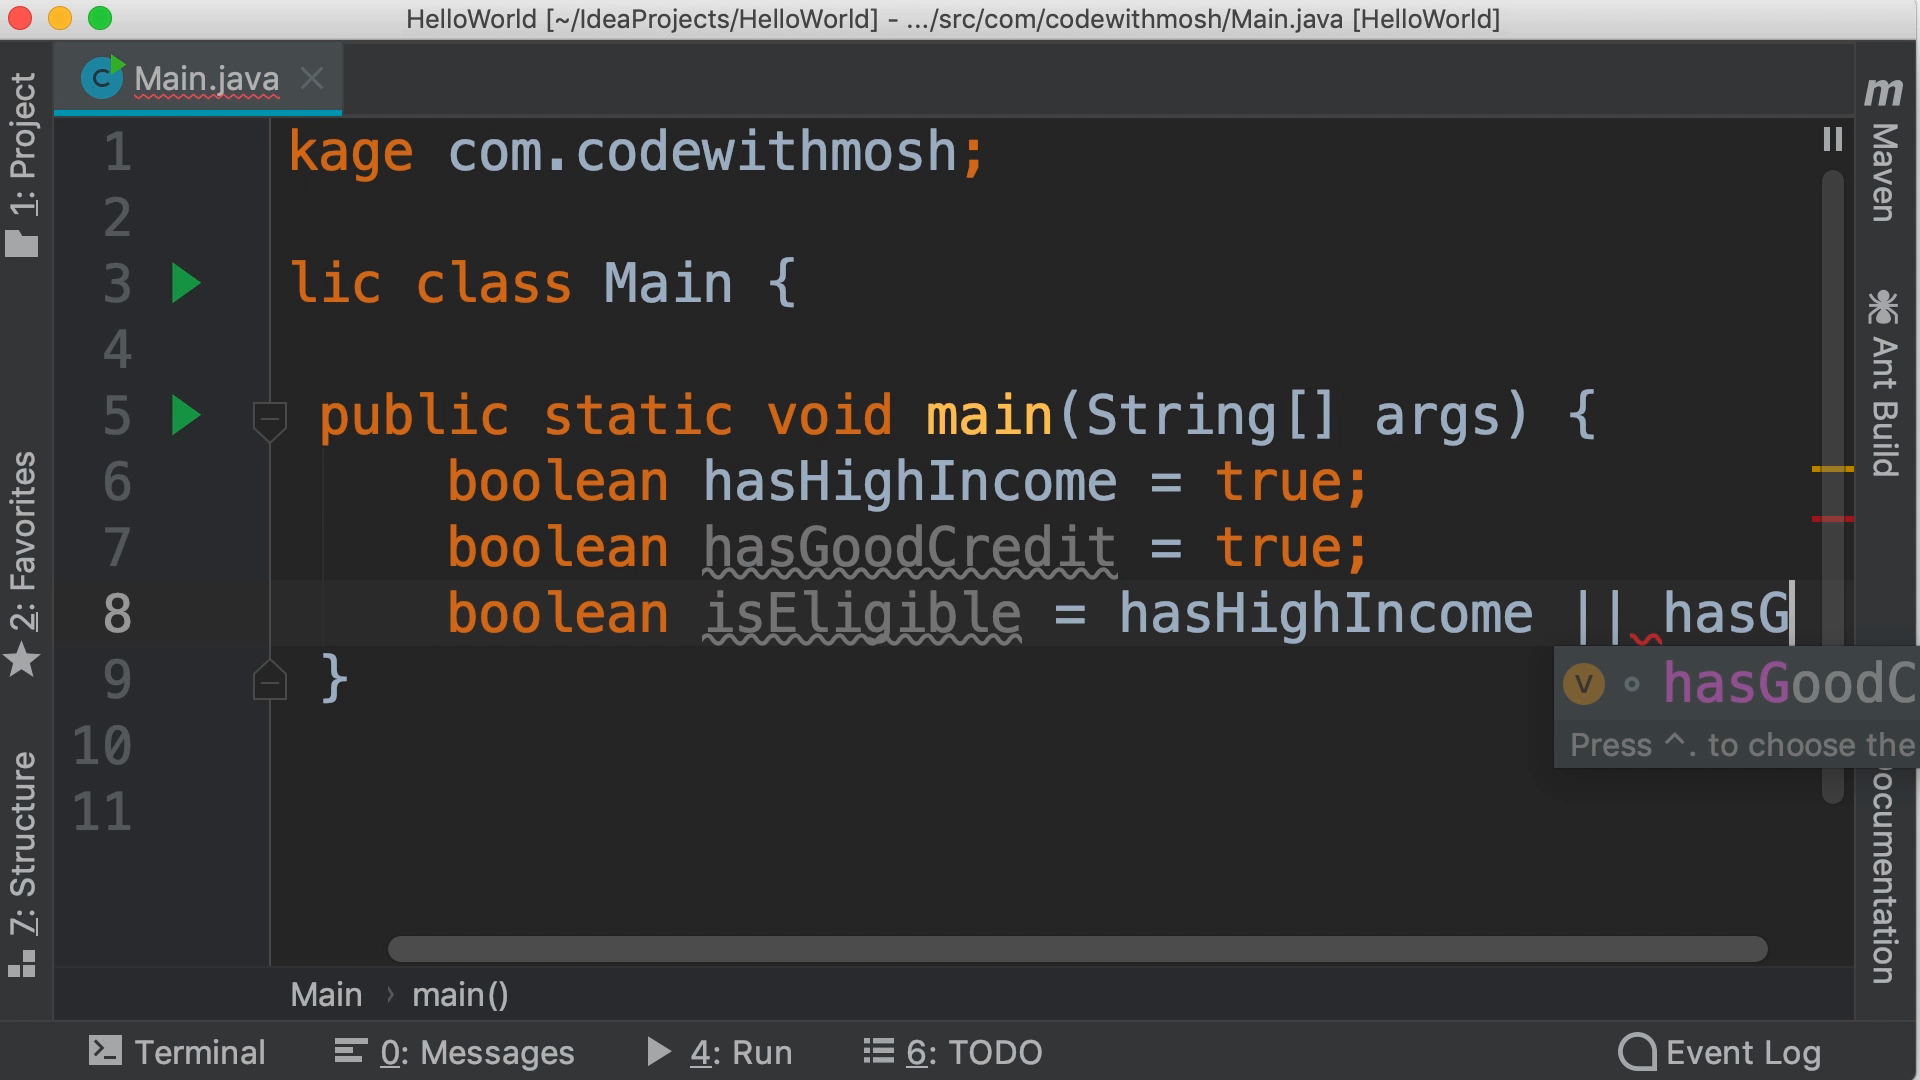 HelloWorld [~/IdeaProjects/HelloWorld] - .../src/com/codewithmosh/Main.java [HelloWorld]
Main.java
1: Project
2: Favorites
7: Structure
1 kage com.codewithmosh;
2
3 lic class Main {
4
5 public static void main(String[] args) {
6 boolean hasHighIncome = true;
7 boolean hasGoodCredit = true;
8 boolean isEligible = hasHighIncome || hasG
9 }
10
11
V hasGoodC
Press ^. to choose the
m Maven
Ant Build
ocumentation
Main › main()
Terminal
0: Messages
4: Run
6: TODO
Event Log